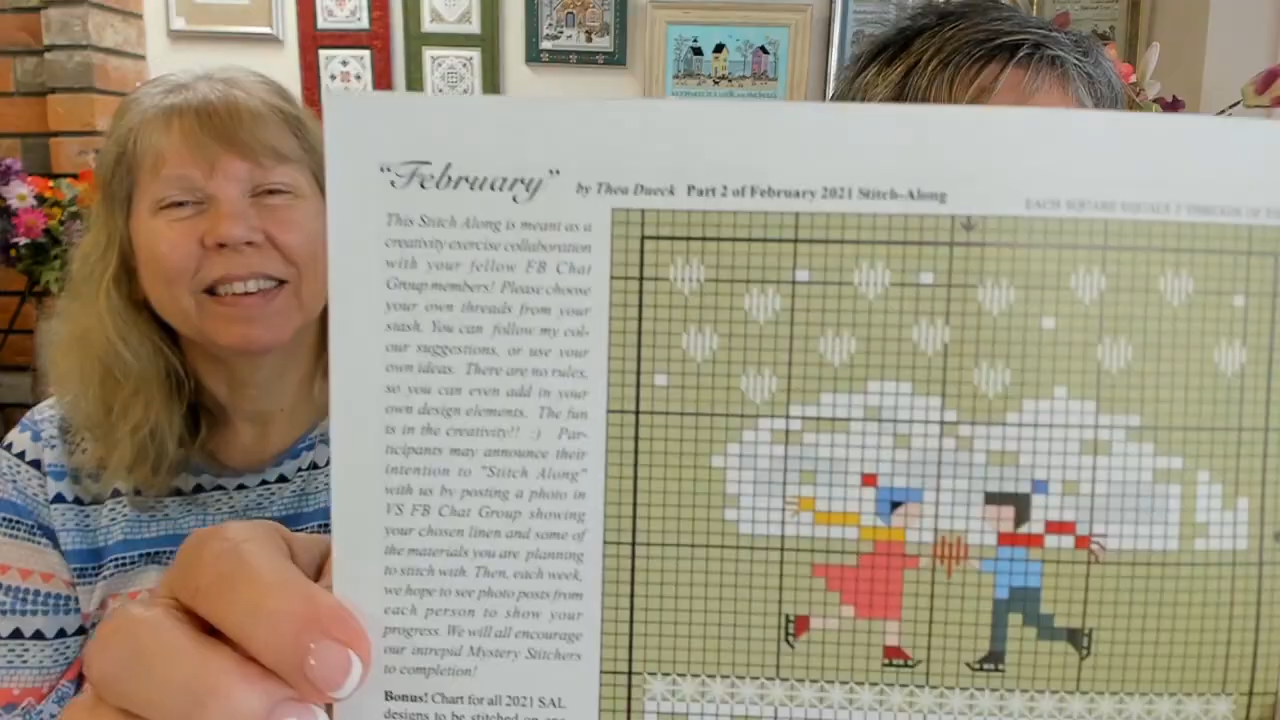 “February”
by Thea Dueck Part 2 of February 2021 Stitch-Along
This Stitch Along is meant as a
creativity exercise collaboration
with your fellow FB Chat
Group members! Please choose
your own threads from your
stash. You can follow my col-
our suggestions, or use your
own ideas. There are no rules,
so you can even add in your
own design elements. The fun
is in the creativity!! :) Par-
ticipants may announce their
intention to "Stitch Along"
with us by posting a photo in
VS FB Chat Group showing
your chosen linen and some of
the materials you are planning
to stitch with. Then, each week,
we hope to see photo posts from
each person to show your
progress. We will all encourage
our intrepid Mystery Stitchers
to completion!
Bonus! Chart for all 2021 SAL
designs to be stitched on one
EACH SQUARE EQUALS 2 THREADS OF